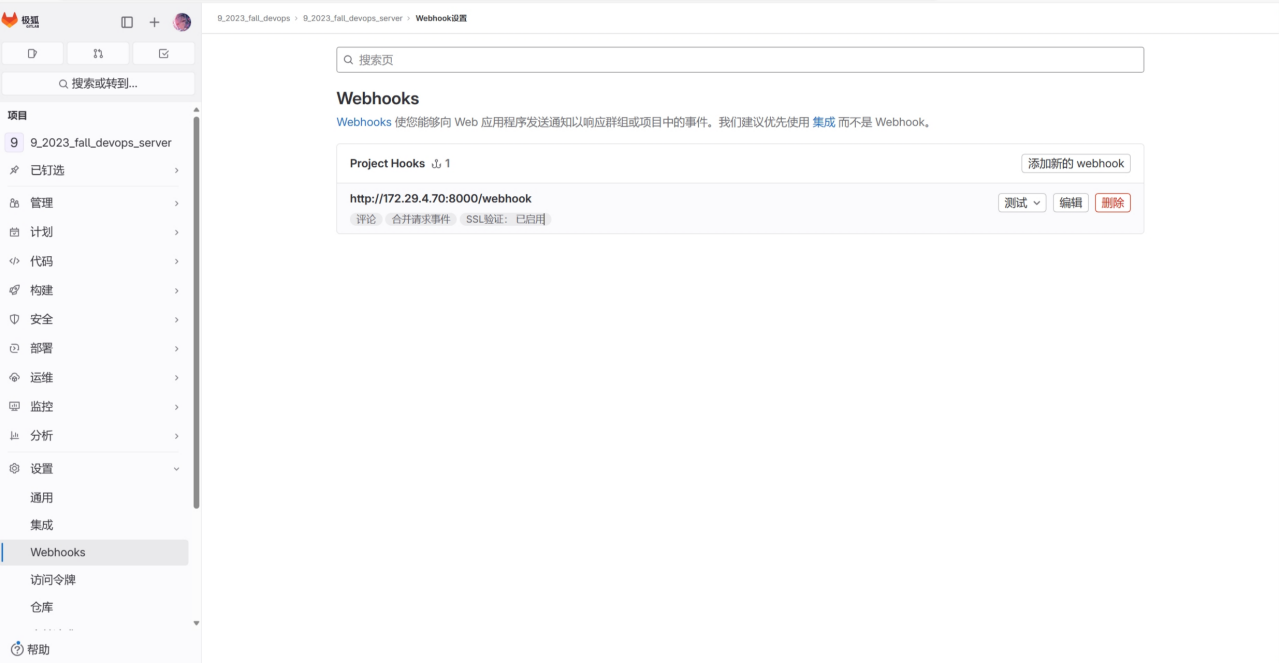 极狐
GITLAB
搜索或转到...
项目
9 9_2023_fall_devops_server
已钉选
管理
计划
代码
构建
安全
部署
运维
监控
分析
设置
通用
集成
Webhooks
访问令牌
仓库
帮助
9_2023_fall_devops › 9_2023_fall_devops_server › Webhook设置
搜索页
Webhooks
Webhooks 使您能够向 Web 应用程序发送通知以响应群组或项目中的事件。我们建议优先使用 集成 而不是 Webhook。
Project Hooks 1 添加新的 webhook
http://172.29.4.70:8000/webhook 测试 编辑 删除
评论 合并请求事件 SSL验证： 已启用